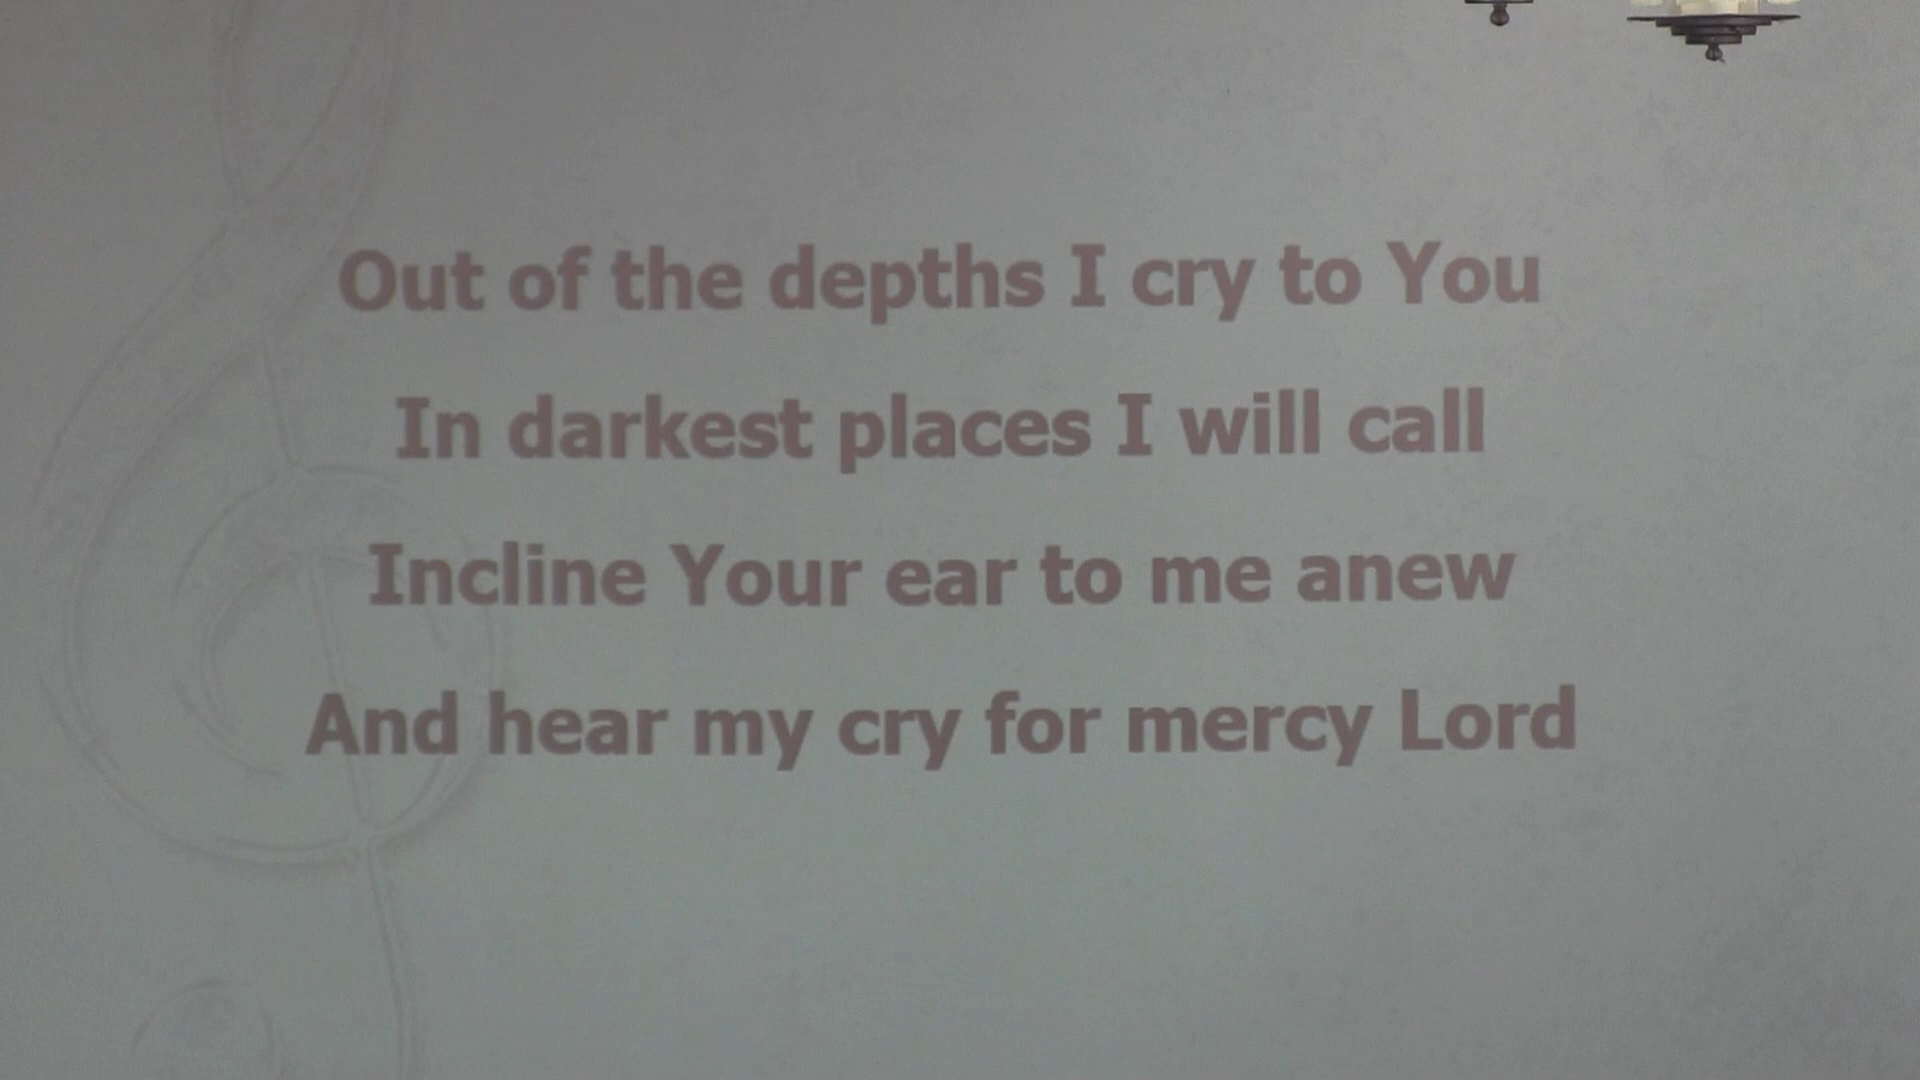 Out of the depths I cry to You
In darkest places I will call
Incline Your ear to me anew
And hear my cry for mercy Lord